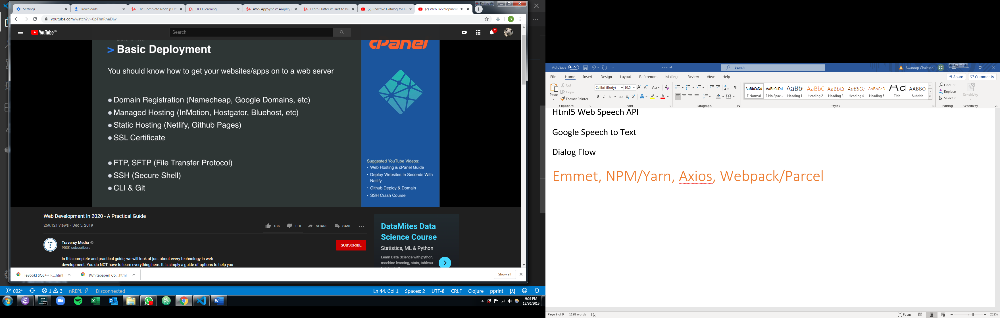 Settings
Downloads
The Complete Node.js De
FICO Learning
AWS AppSync & Amplify
Learn Flutter & Dart to Bu
(2) Reactive Datalog for D
(2) Web Development
youtube.com/watch?v=0pThnRneDjw
S
YouTube IN
Search
2
cPanel
> Basic Deployment
You should know how to get your websites/apps on to a web server
● Domain Registration (Namecheap, Google Domains, etc)
● Managed Hosting (InMotion, Hostgator, Bluehost, etc)
● Static Hosting (Netlify, Github Pages)
● SSL Certificate
● FTP, SFTP (File Transfer Protocol)
● SSH (Secure Shell)
● CLI & Git
Suggested YouTube Videos:
• Web Hosting & cPanel Guide
• Deploy Websites In Seconds With
Netlify
• Github Deploy & Domain
• SSH Crash Course
Web Development In 2020 - A Practical Guide
269,121 views • Dec 5, 2019
13K
110
SHARE
SAVE
Traversy Media
953K subscribers
SUBSCRIBE
In this complete and practical guide, we will look at just about every technology in web
development. You do NOT have to learn everything here. It is simply a guide of options to help you
DataMites Data
Science Course
Statistics, ML & Python
Learn Data Science with python,
machine learning, stats, tableau
[eBook] SQL++ F....html
[Whitepaper] Co....html
Show all
002*
1
3
nREPL
Disconnected
Ln 44, Col 1
Spaces: 2
UTF-8
CRLF
Clojure
pprint
[λ]
9:26 PM
12/30/2019
AutoSave Off
Journal
Search
Swaroop Chalasani
SC
File
Home
Insert
Design
Layout
References
Mailings
Review
View
Help
Share
Comments
Paste
Cut
Copy
Format Painter
Clipboard
Calibri (Body)
10.5
Font
Paragraph
AaBbCcDd
¶ Normal
AaBbCcDd
¶ No Spac...
AaBb(
Heading 1
AaBbC
Heading 2
AaBbCc
Heading 3
AaBbCc
Heading 4
AaBbCcD
Heading 5
Title
AABBC
Subtitle
Styles
Find
Replace
Select
Editing
Sensitivity
Sensitivity
Html5 Web Speech API
Google Speech to Text
Dialog Flow
Emmet, NPM/Yarn, Axios, Webpack/Parcel
Page 9 of 9
1198 words
Focus
232%